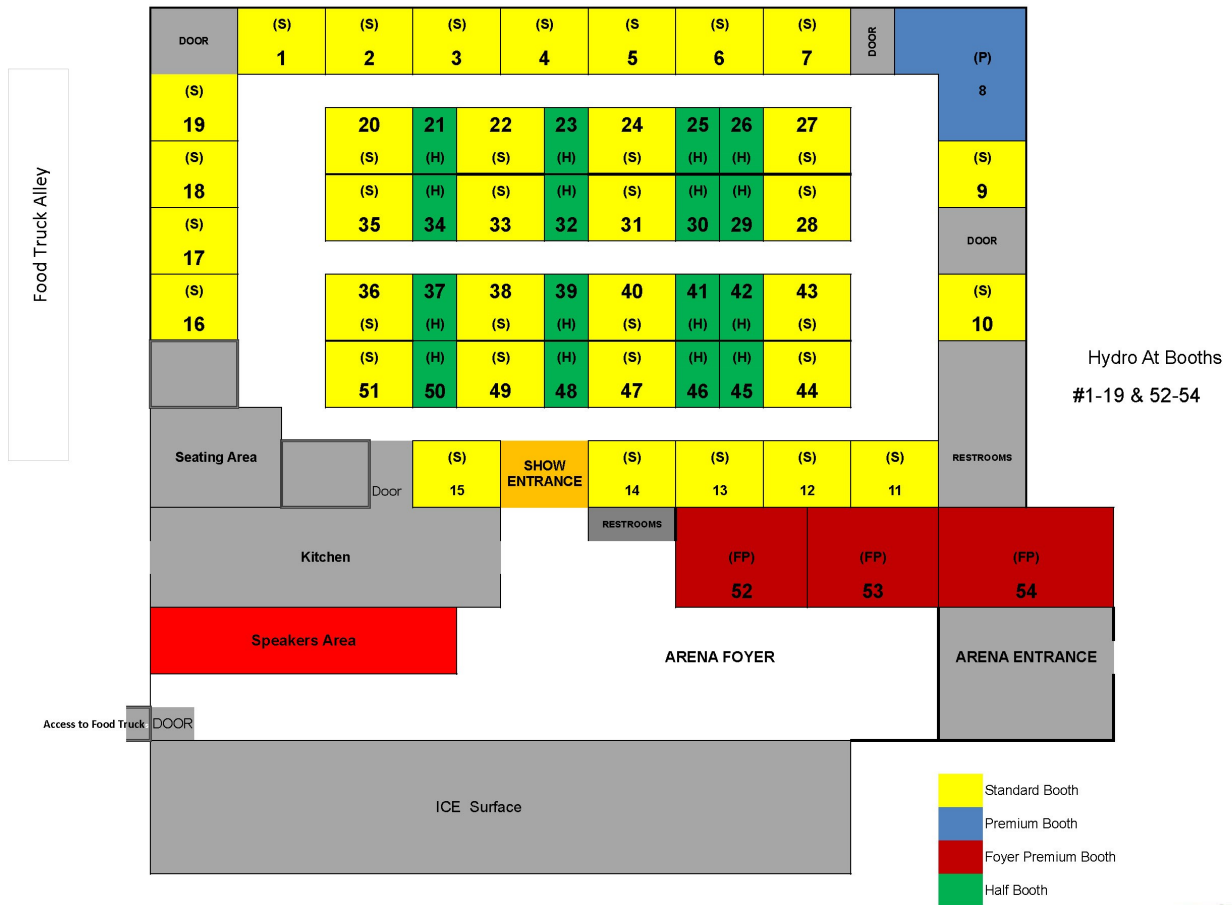 DOOR
(S)
1
(S)
2
(S)
3
(S)
4
(S
5
(S)
6
(S)
7
DOOR
(P)
8
(S)
19
(S)
18
(S)
17
(S)
16
Food Truck Alley
20 21 22 23 24 25 26 27
(S) (H) (S) (H) (S) (H) (H) (S)
(S) (H) (S) (H) (S) (H) (H) (S)
35 34 33 32 31 30 29 28
(S)
9
DOOR
(S)
10
36 37 38 39 40 41 42 43
(S) (H) (S) (H) (S) (H) (H) (S)
(S) (H) (S) (H) (S) (H) (H) (S)
51 50 49 48 47 46 45 44
Hydro At Booths
#1-19 & 52-54
Seating Area
Door
(S)
15
SHOW
ENTRANCE
(S)
14
(S)
13
(S)
12
(S)
11
RESTROOMS
RESTROOMS
Kitchen
(FP)
52
(FP)
53
(FP)
54
Speakers Area
ARENA FOYER
ARENA ENTRANCE
Access to Food Truck
DOOR
ICE Surface
Standard Booth
Premium Booth
Foyer Premium Booth
Half Booth